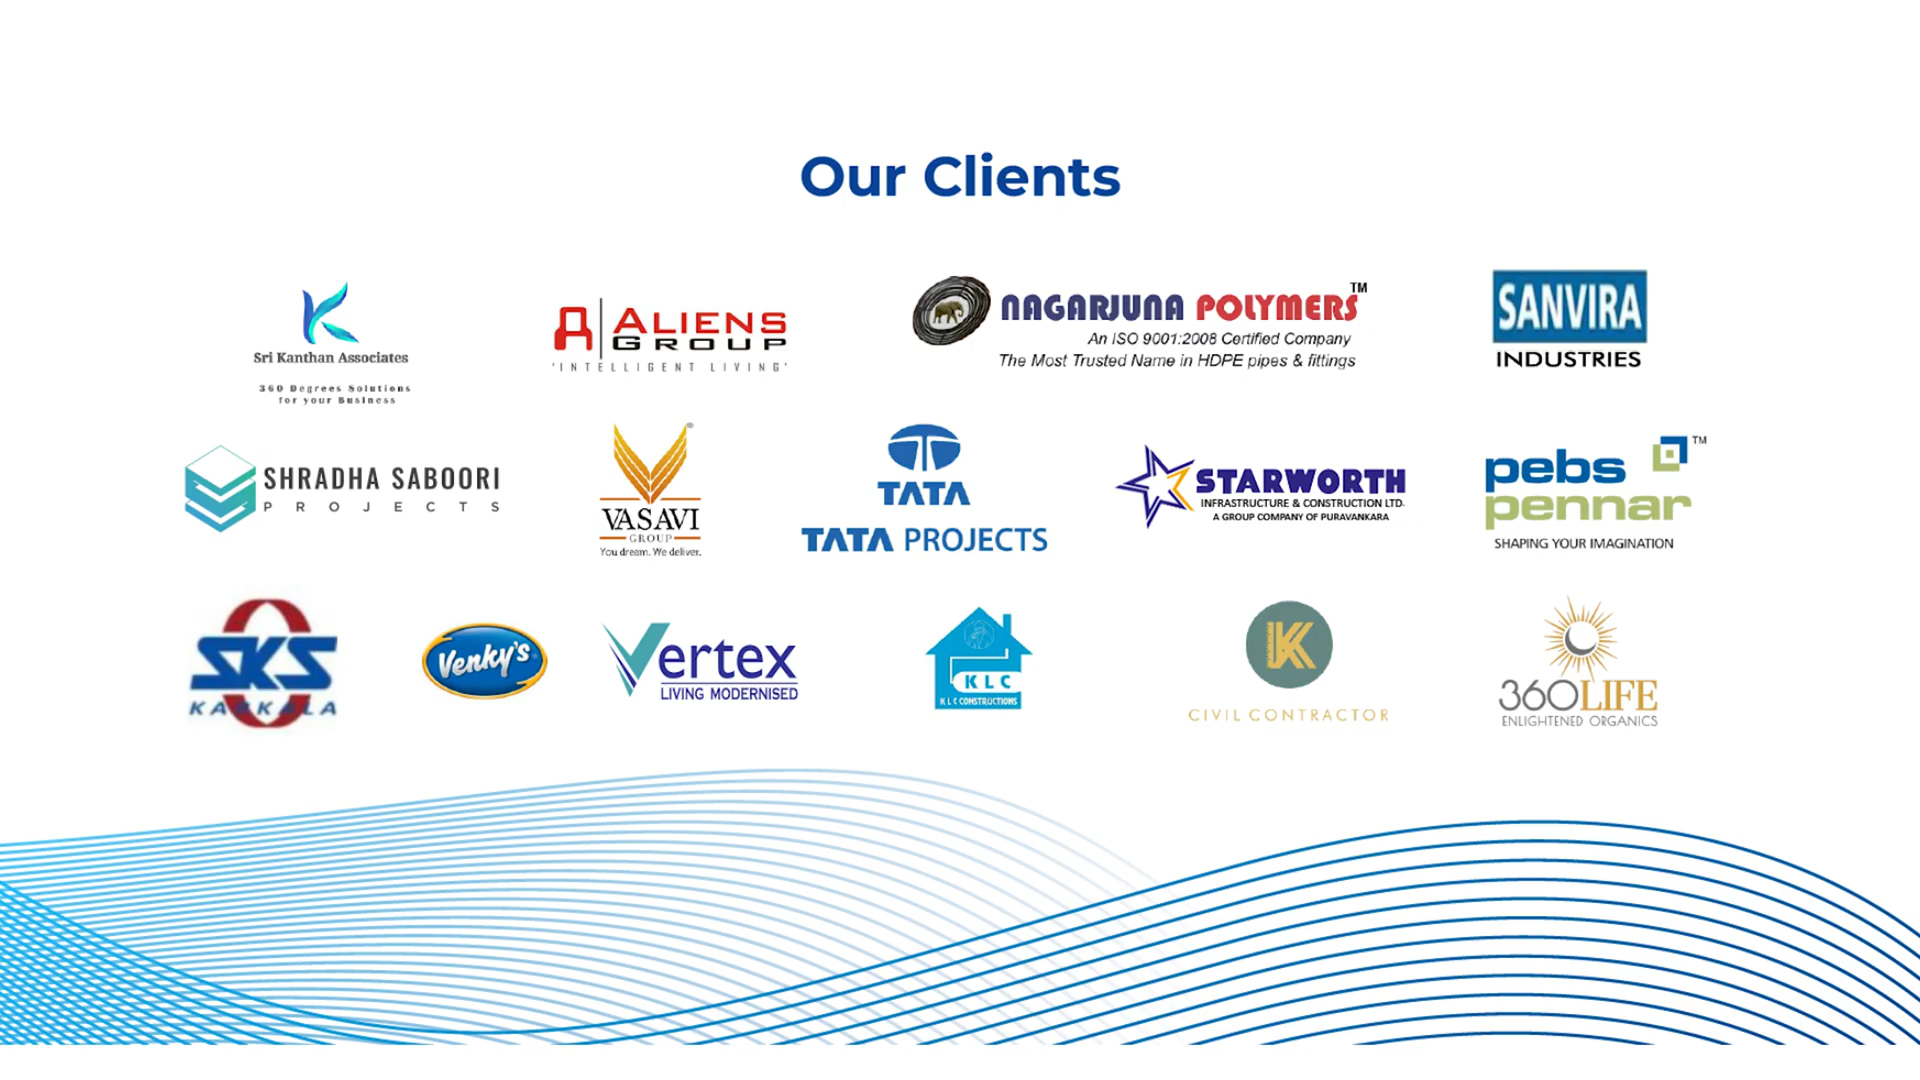 Our Clients
Sri Kanthan Associates
360 Degrees Solutions
for your Business
ALIENS
GROUP
'INTELLIGENT LIVING'
NAGARJUNA POLYMERS™
An ISO 9001:2008 Certified Company
The Most Trusted Name in HDPE pipes & fittings
SANVIRA
INDUSTRIES
SHRADHA SABOORI
PROJECTS
®
VASAVI
GROUP
You dream. We deliver.
TATA
TATA PROJECTS
STARWORTH
INFRASTRUCTURE & CONSTRUCTION LTD.
A GROUP COMPANY OF PURAVANKARA
pebs ™
pennar
SHAPING YOUR IMAGINATION
SKS
KARKALA
Venky's
Vertex
LIVING MODERNISED
KLC
KLC CONSTRUCTIONS
K
CIVIL CONTRACTOR
360LIFE
ENLIGHTENED ORGANICS